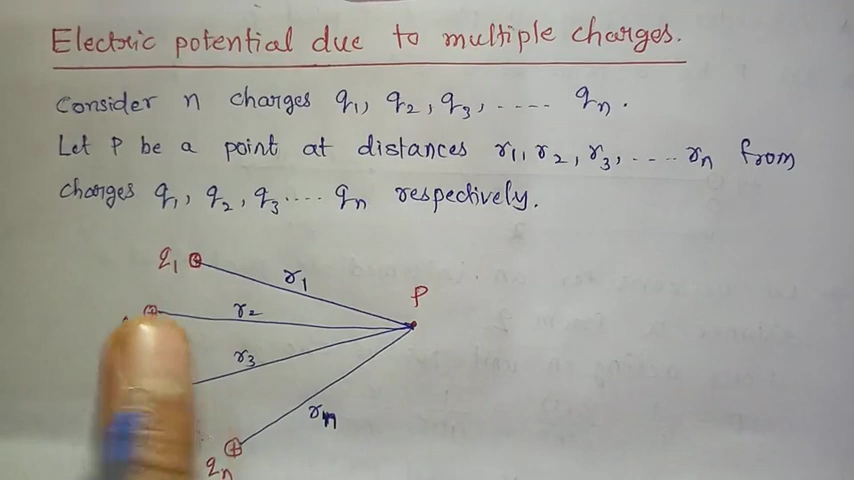 Electric potential due to multiple charges.
Consider n charges q₁, q₂, q₃, ..... qₙ.
Let P be a point at distances r₁, r₂, r₃, .... rₙ from
charges q₁, q₂, q₃.... qₙ respectively.
q₁
r₁
P
r₂
r₃
rₙ
qₙ